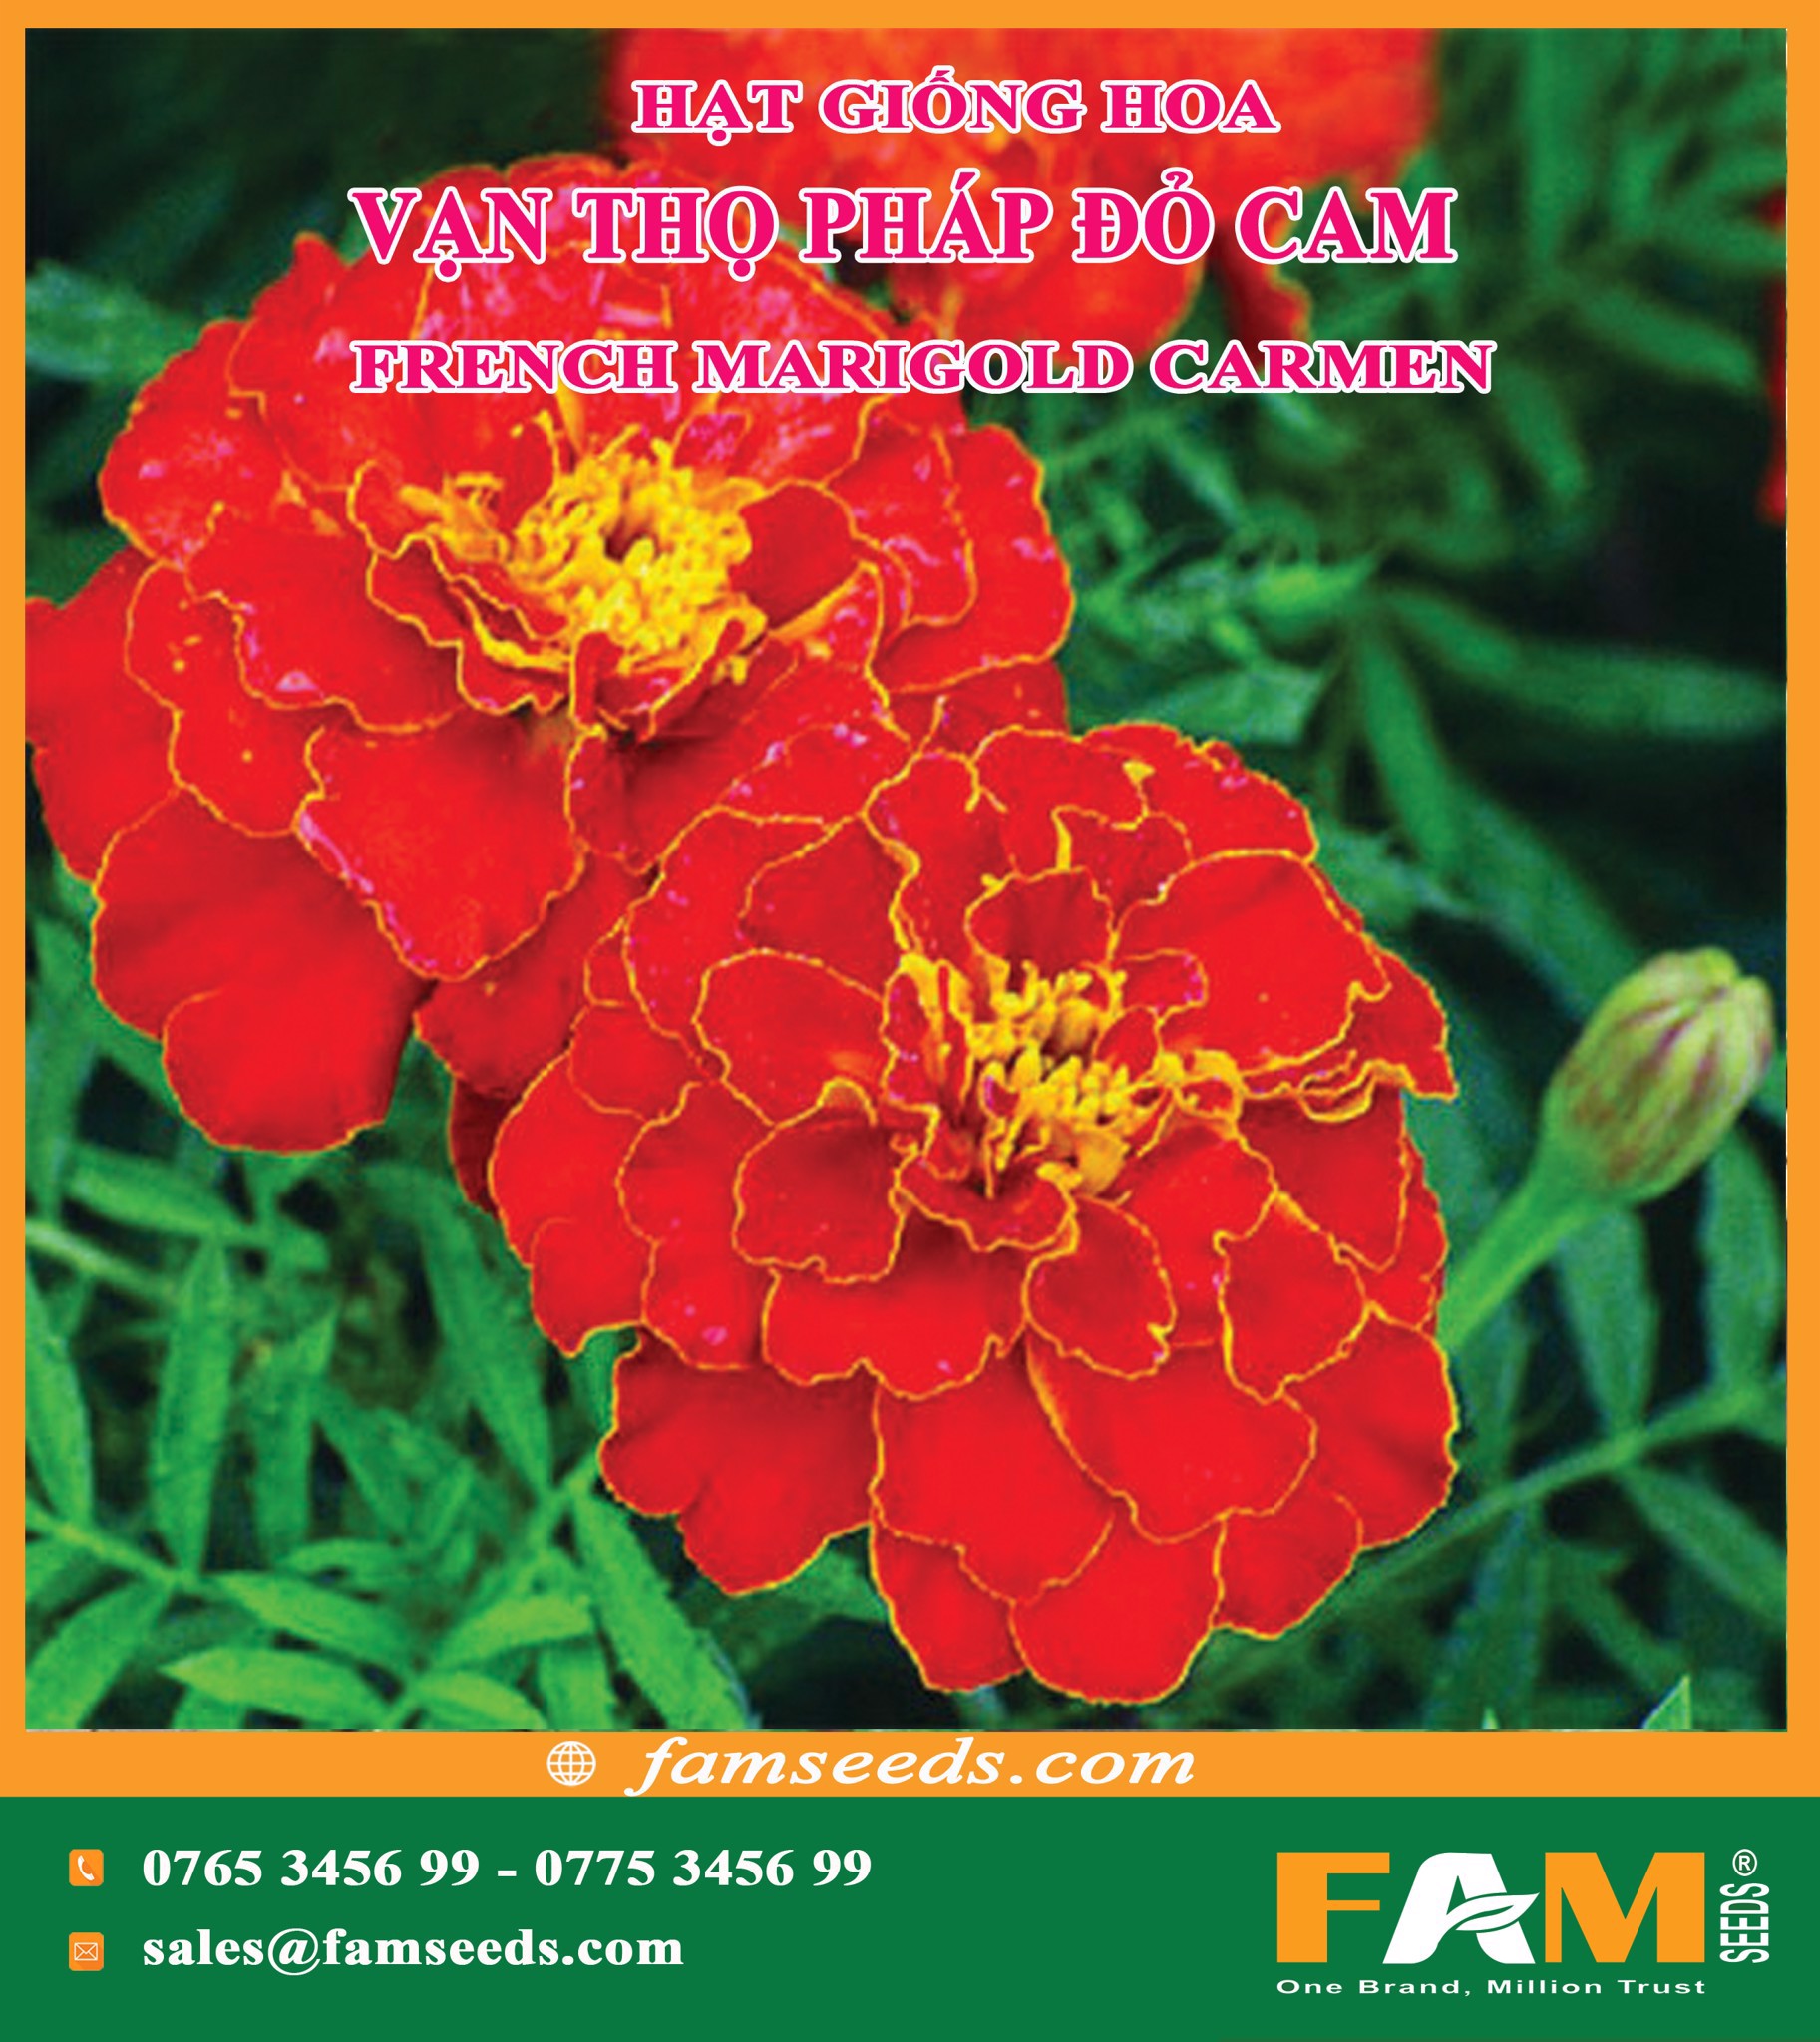 HẠT GIỐNG HOA
VẠN THỌ PHÁP ĐỎ CAM
FRENCH MARIGOLD CARMEN
famseeds.com
0765 3456 99 - 0775 3456 99
sales@famseeds.com
FAM SEEDS®
One Brand, Million Trust